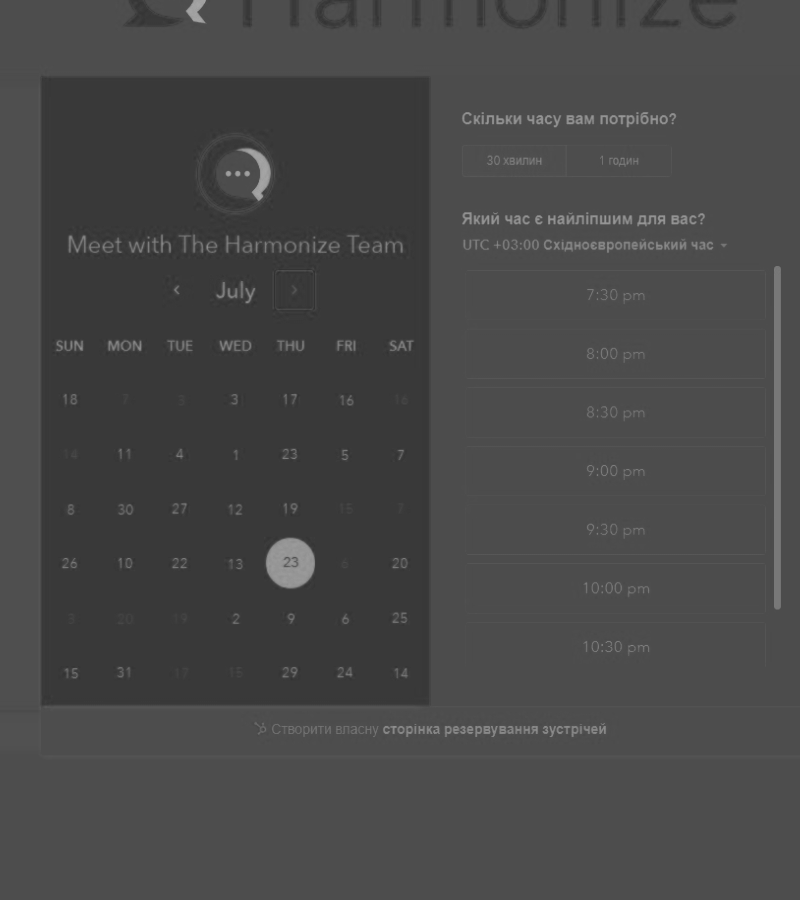 Harmonize
Meet with The Harmonize Team
July
SUN MON TUE WED THU FRI SAT
18 7 3 3 17 16
14 11 4 1 23 5 7
8 30 27 12 19 15 7
26 10 22 13 23 6 20
3 20 19 2 9 6 25
15 31 17 15 29 24 14
Скільки часу вам потрібно?
30 хвилин 1 годин
Який час є найліпшим для вас?
UTC +03:00 Східноєвропейський час
7:30 pm
8:00 pm
8:30 pm
9:00 pm
9:30 pm
10:00 pm
10:30 pm
Створити власну сторінка резервування зустрічей